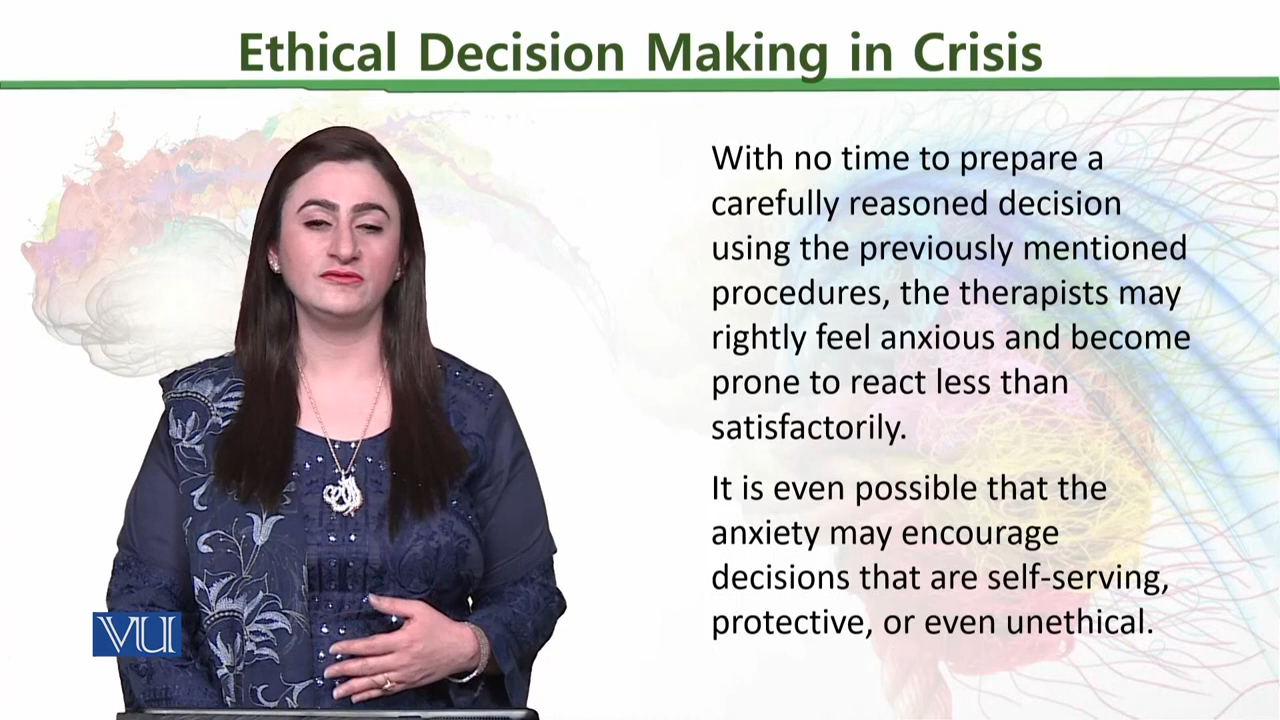 Ethical Decision Making in Crisis
With no time to prepare a
carefully reasoned decision
using the previously mentioned
procedures, the therapists may
rightly feel anxious and become
prone to react less than
satisfactorily.
It is even possible that the
anxiety may encourage
decisions that are self-serving,
protective, or even unethical.
VU